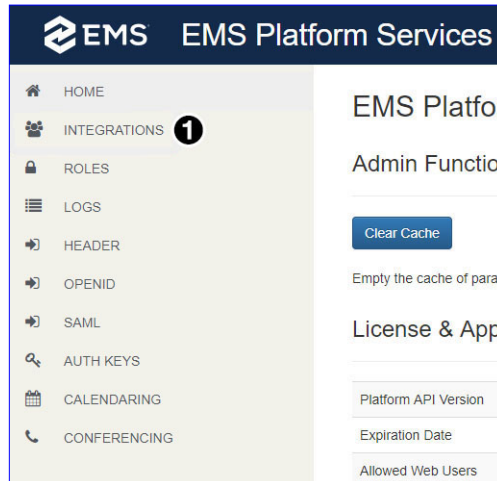 EMS EMS Platform Services
HOME
INTEGRATIONS 1
ROLES
LOGS
HEADER
OPENID
SAML
AUTH KEYS
CALENDARING
CONFERENCING
EMS Platfo
Admin Functio
Clear Cache
Empty the cache of para
License & App
Platform API Version
Expiration Date
Allowed Web Users